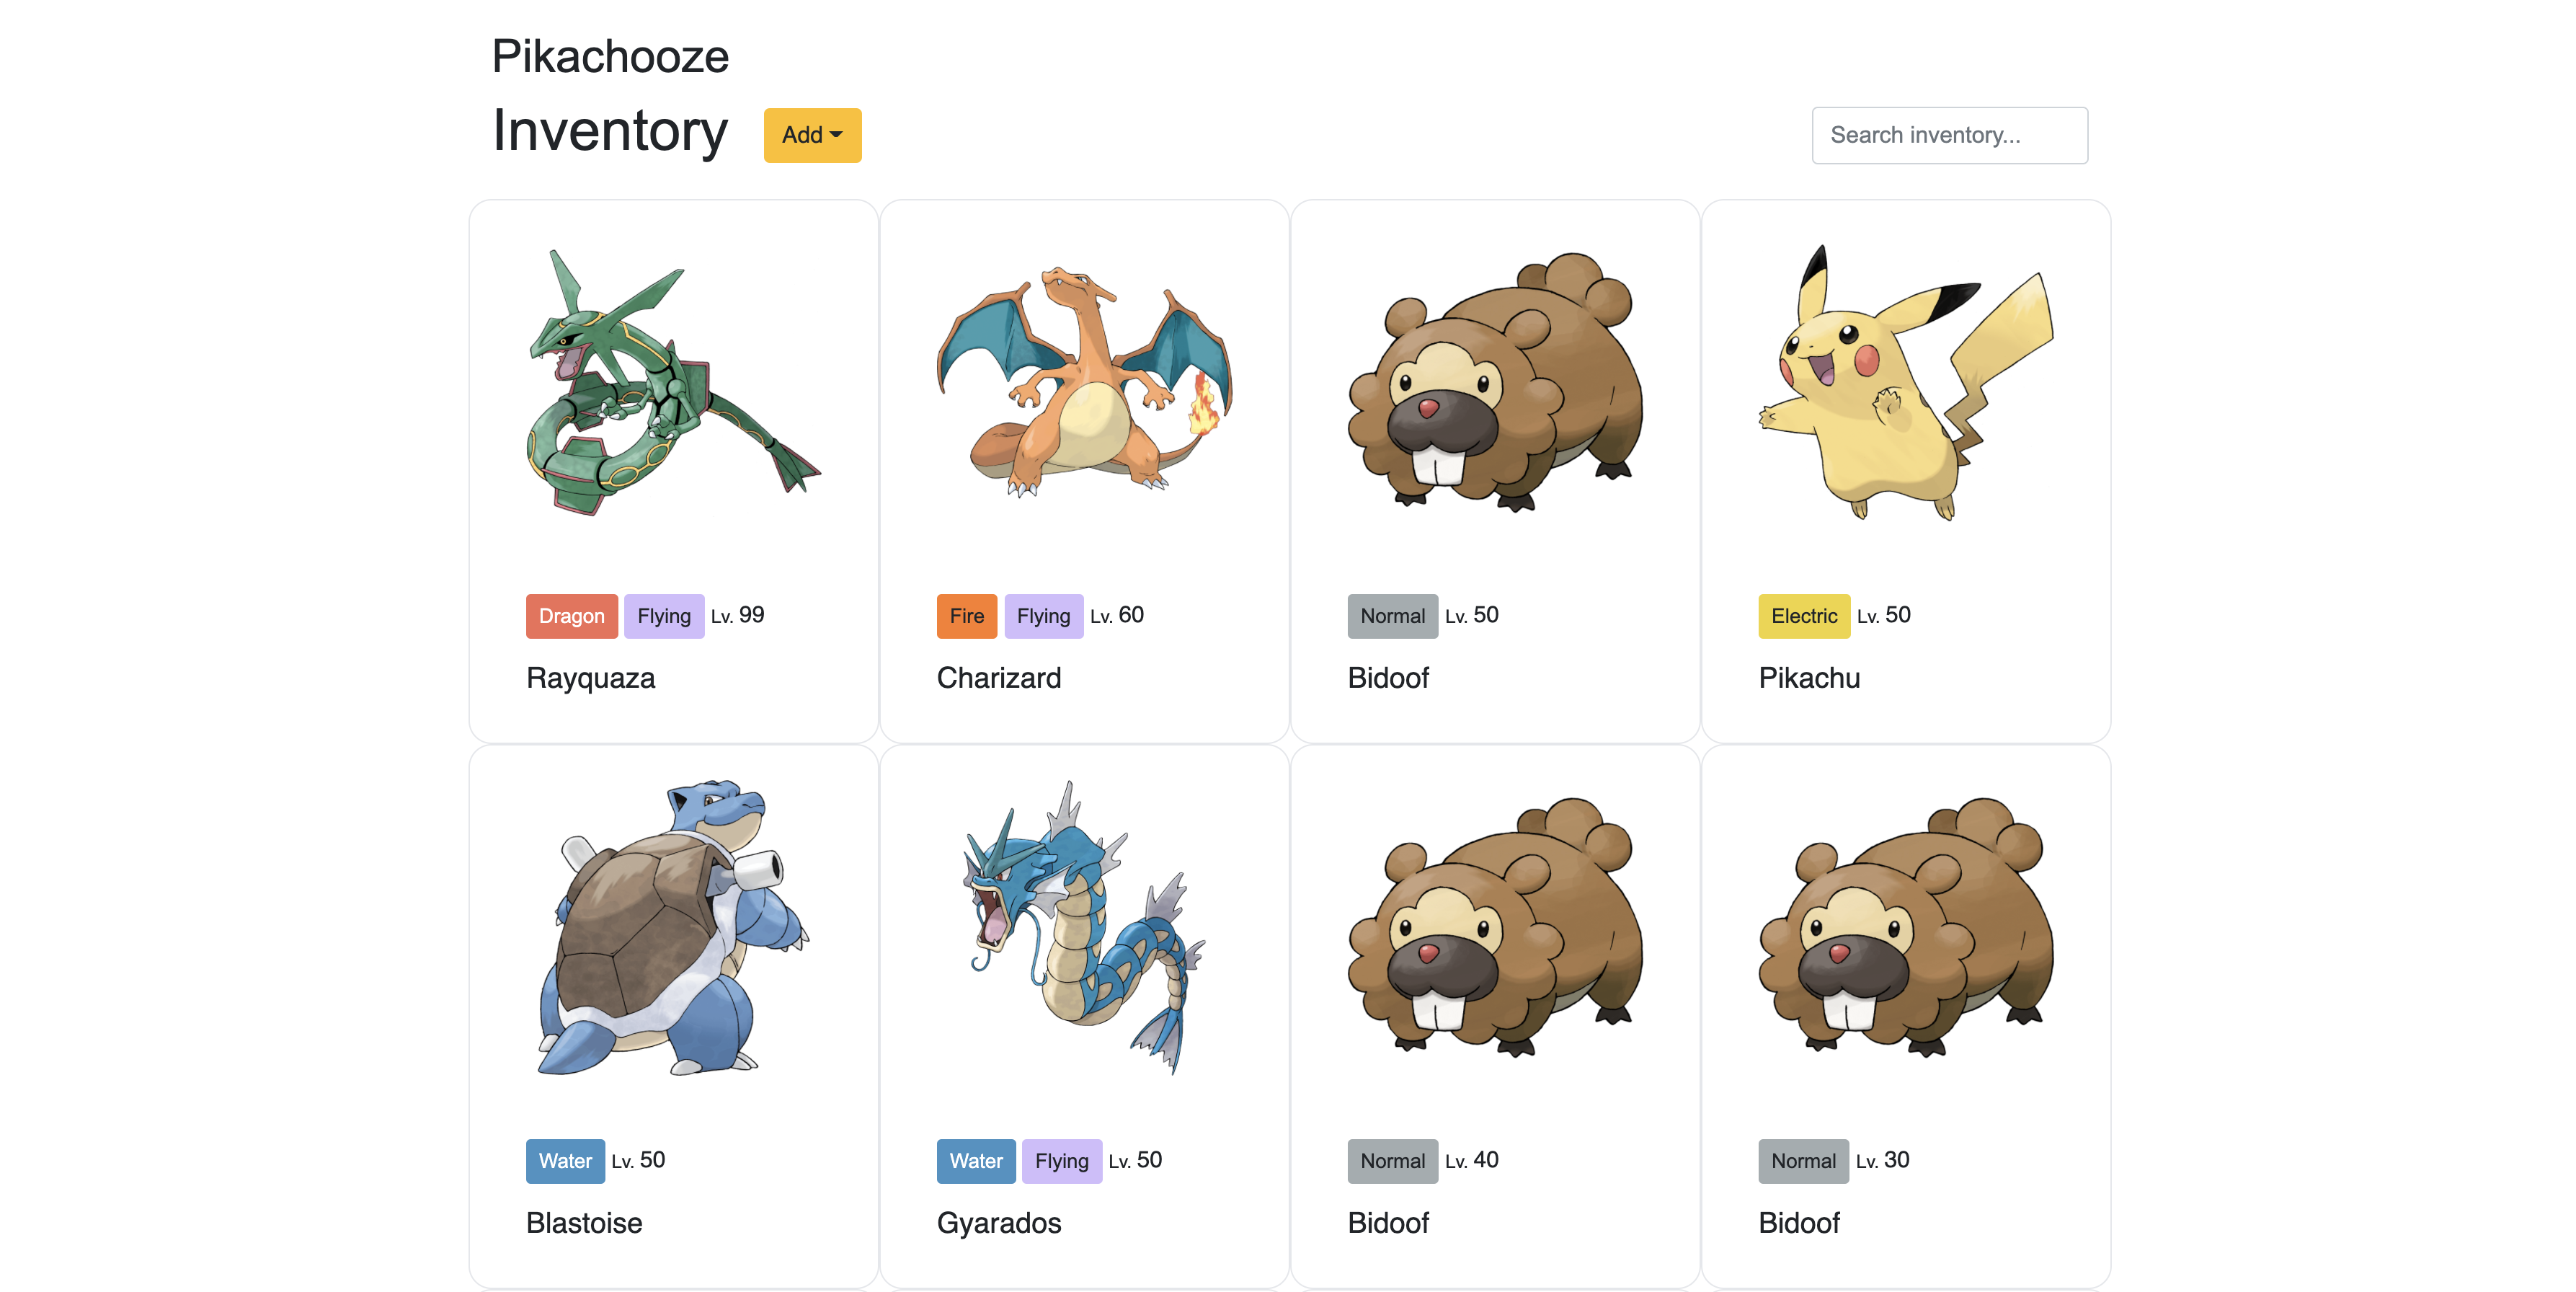 Pikachooze
Inventory Add
Search inventory...
Dragon Flying Lv. 99
Rayquaza
Fire Flying Lv. 60
Charizard
Normal Lv. 50
Bidoof
Electric Lv. 50
Pikachu
Water Lv. 50
Blastoise
Water Flying Lv. 50
Gyarados
Normal Lv. 40
Bidoof
Normal Lv. 30
Bidoof